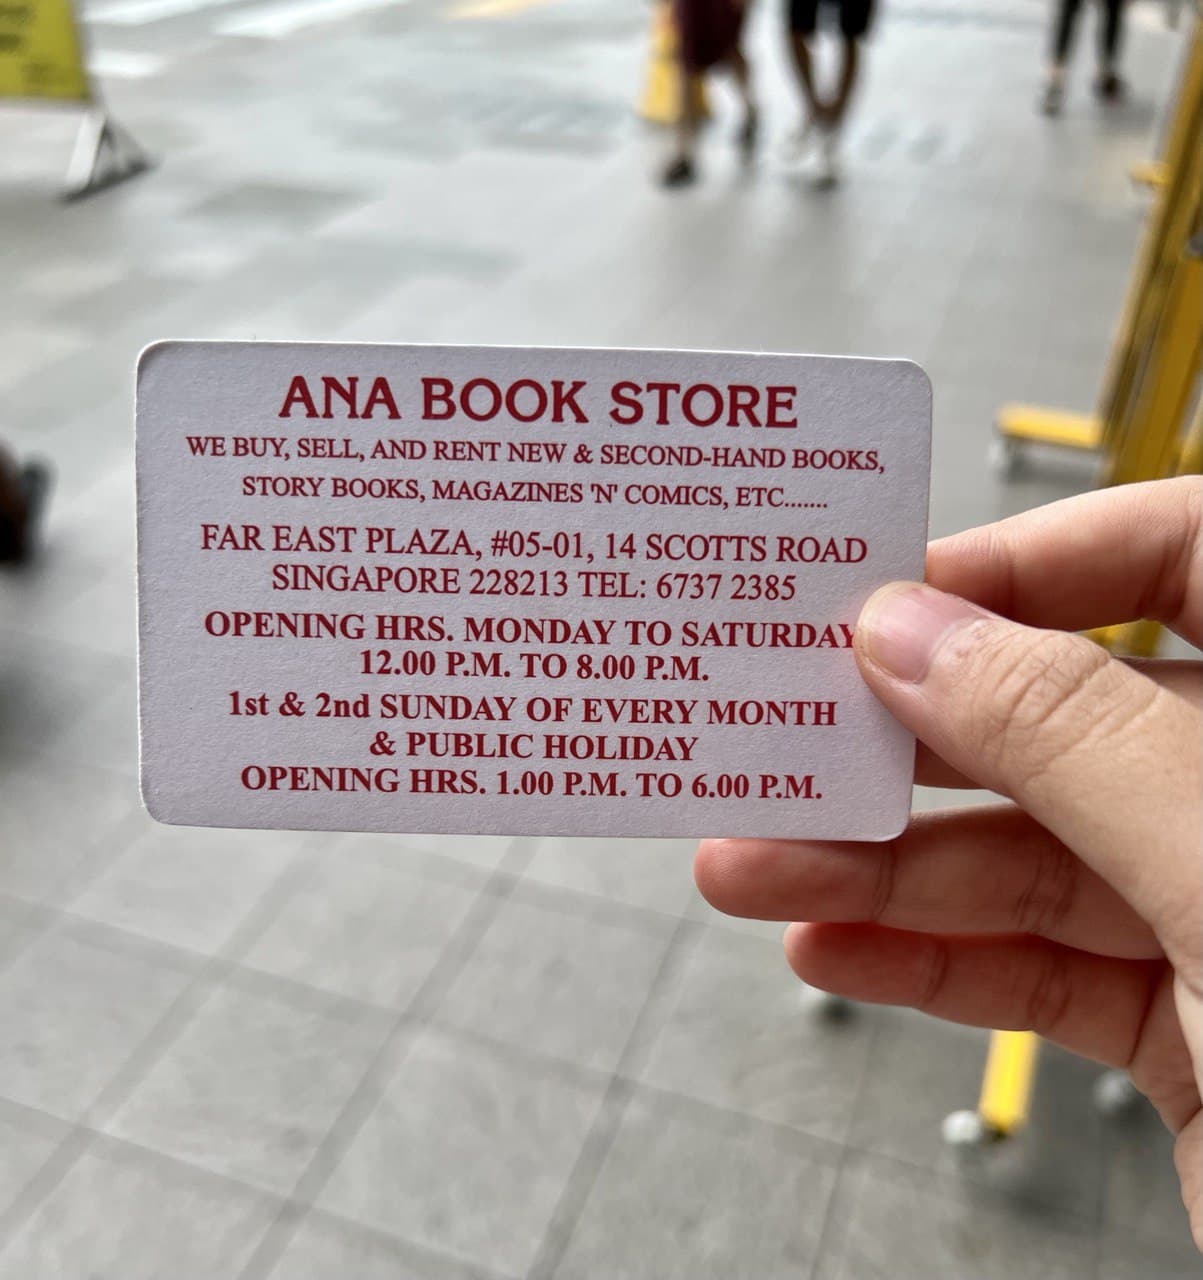 ANA BOOK STORE
WE BUY, SELL, AND RENT NEW & SECOND-HAND BOOKS,
STORY BOOKS, MAGAZINES 'N' COMICS, ETC.......
FAR EAST PLAZA, #05-01, 14 SCOTTS ROAD
SINGAPORE 228213 TEL: 6737 2385
OPENING HRS. MONDAY TO SATURDAY
12.00 P.M. TO 8.00 P.M.
1st & 2nd SUNDAY OF EVERY MONTH
& PUBLIC HOLIDAY
OPENING HRS. 1.00 P.M. TO 6.00 P.M.